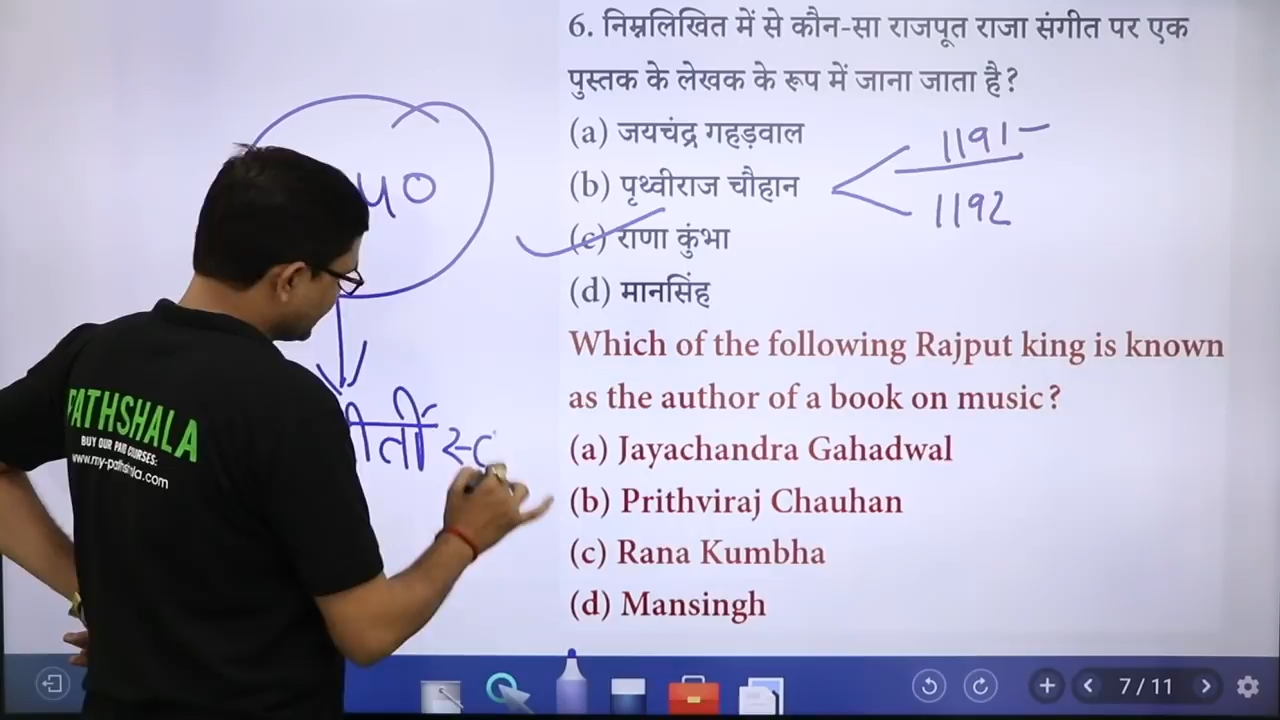 6. निम्नलिखित में से कौन-सा राजपूत राजा संगीत पर एक
पुस्तक के लेखक के रूप में जाना जाता है?
(a) जयचंद्र गहड़वाल
(b) पृथ्वीराज चौहान
1191
1192
(c) राणा कुंभा
(d) मानसिंह
Which of the following Rajput king is known
as the author of a book on music?
(a) Jayachandra Gahadwal
(b) Prithviraj Chauhan
(c) Rana Kumbha
(d) Mansingh
PATHSHALA
BUY OUR PAID COURSES:
www.my-pathshala.com
7 / 11